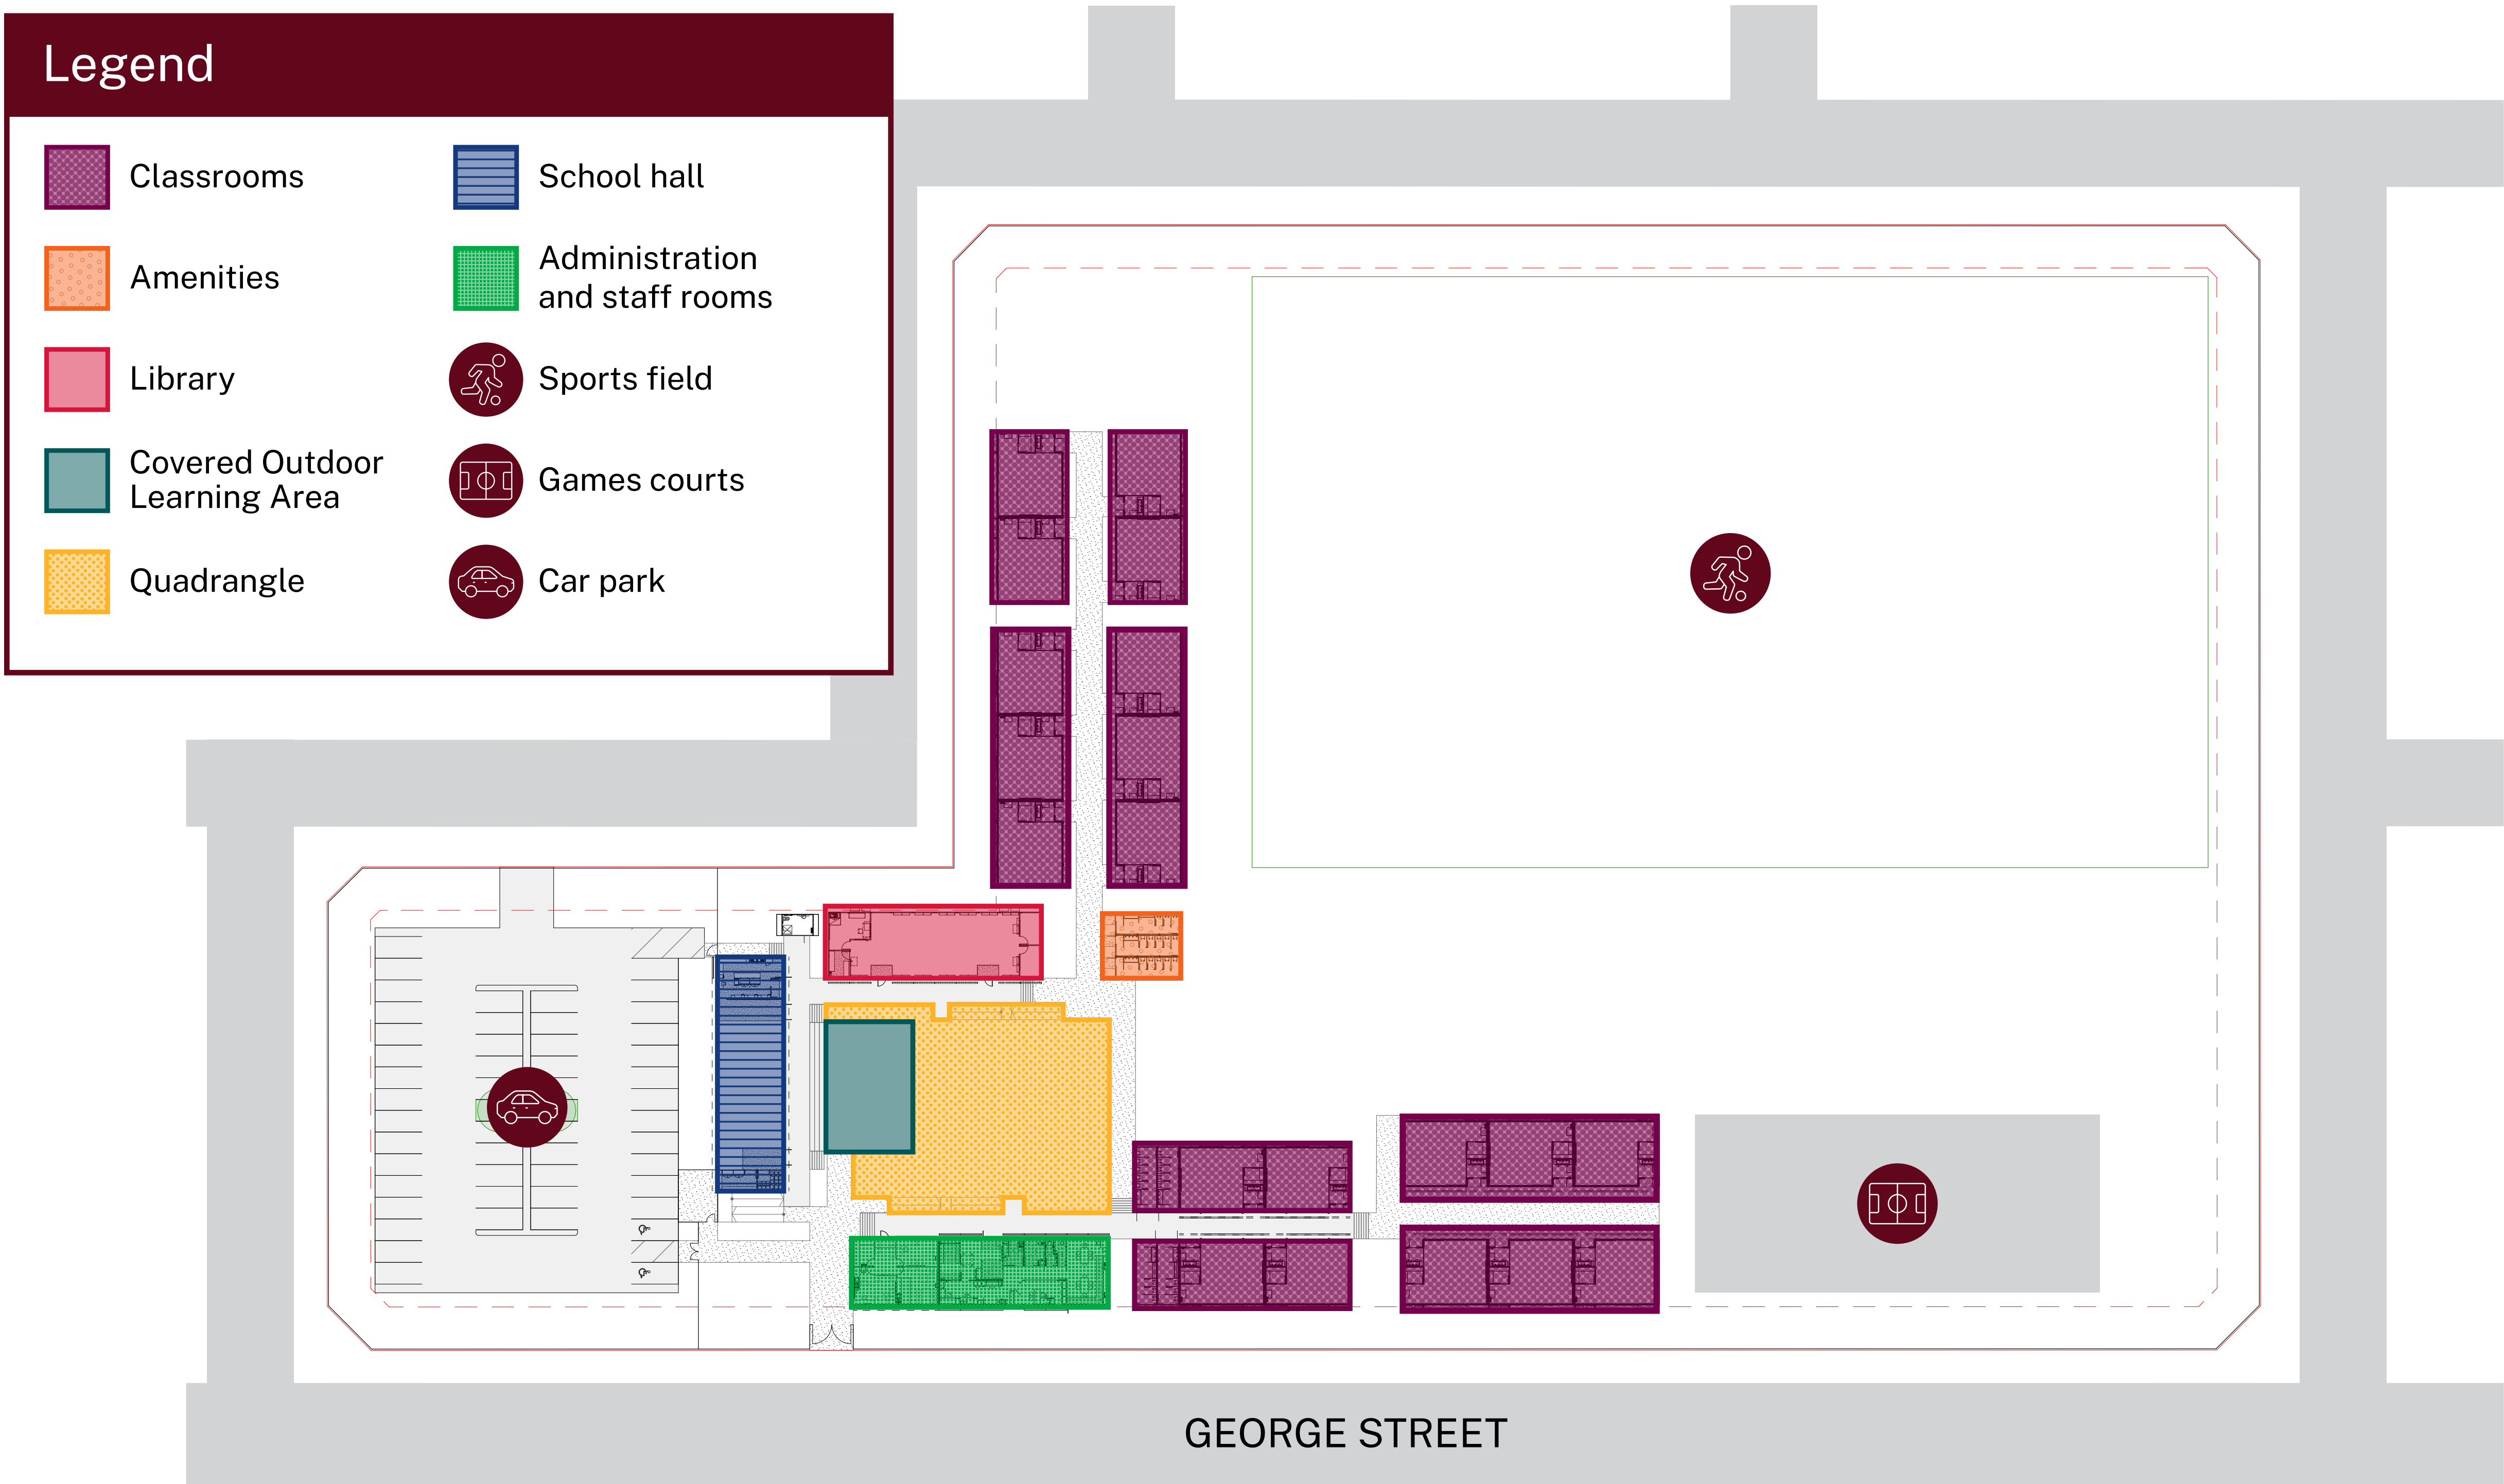 Legend
Classrooms
Amenities
Library
Covered Outdoor
Learning Area
Quadrangle
School hall
Administration
and staff rooms
Sports field
Games courts
Car park
GEORGE STREET